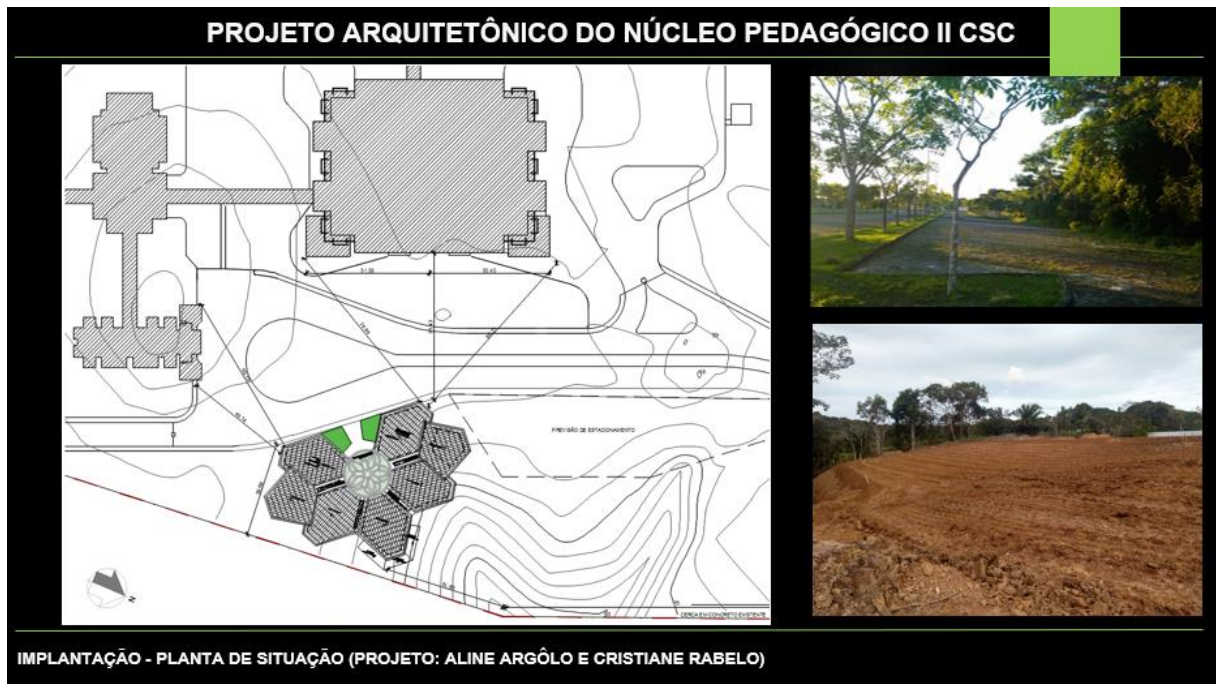 PROJETO ARQUITETÔNICO DO NÚCLEO PEDAGÓGICO II CSC
PREVISÃO DE ESTACIONAMENTO
N
CERCA EM CONCRETO EXISTENTE
IMPLANTAÇÃO - PLANTA DE SITUAÇÃO (PROJETO: ALINE ARGÔLO E CRISTIANE RABELO)